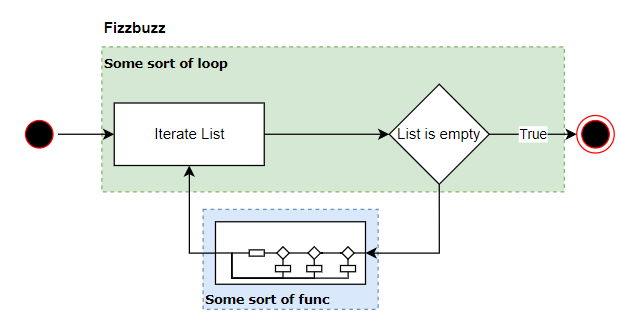 Fizzbuzz
Some sort of loop
Iterate List
List is empty
True
Some sort of func